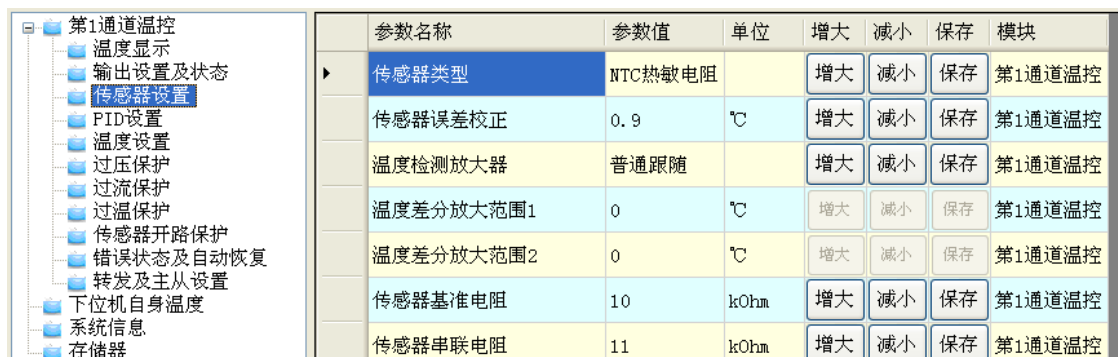 第1通道温控
温度显示
输出设置及状态
传感器设置
PID设置
温度设置
过压保护
过流保护
过温保护
传感器开路保护
错误状态及自动恢复
转发及主从设置
下位机自身温度
系统信息
存储器
参数名称 参数值 单位 增大 减小 保存 模块
传感器类型 NTC热敏电阻 增大 减小 保存 第1通道温控
传感器误差校正 0.9 ℃ 增大 减小 保存 第1通道温控
温度检测放大器 普通跟随 增大 减小 保存 第1通道温控
温度差分放大范围1 0 ℃ 增大 减小 保存 第1通道温控
温度差分放大范围2 0 ℃ 增大 减小 保存 第1通道温控
传感器基准电阻 10 kOhm 增大 减小 保存 第1通道温控
传感器串联电阻 11 kOhm 增大 减小 保存 第1通道温控